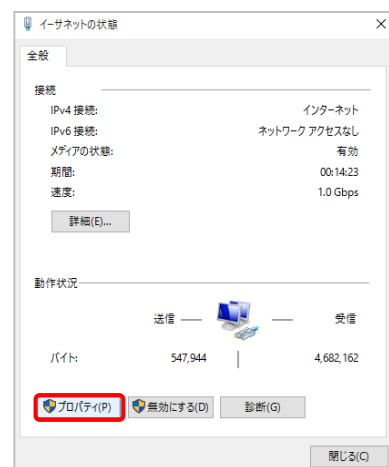 イーサネットの状態
全般
接続
IPv4 接続: インターネット
IPv6 接続: ネットワーク アクセスなし
メディアの状態: 有効
期間: 00:14:23
速度: 1.0 Gbps
詳細(E)...
動作状況
送信 受信
バイト: 547,944 4,682,162
プロパティ(P) 無効にする(D) 診断(G)
閉じる(C)